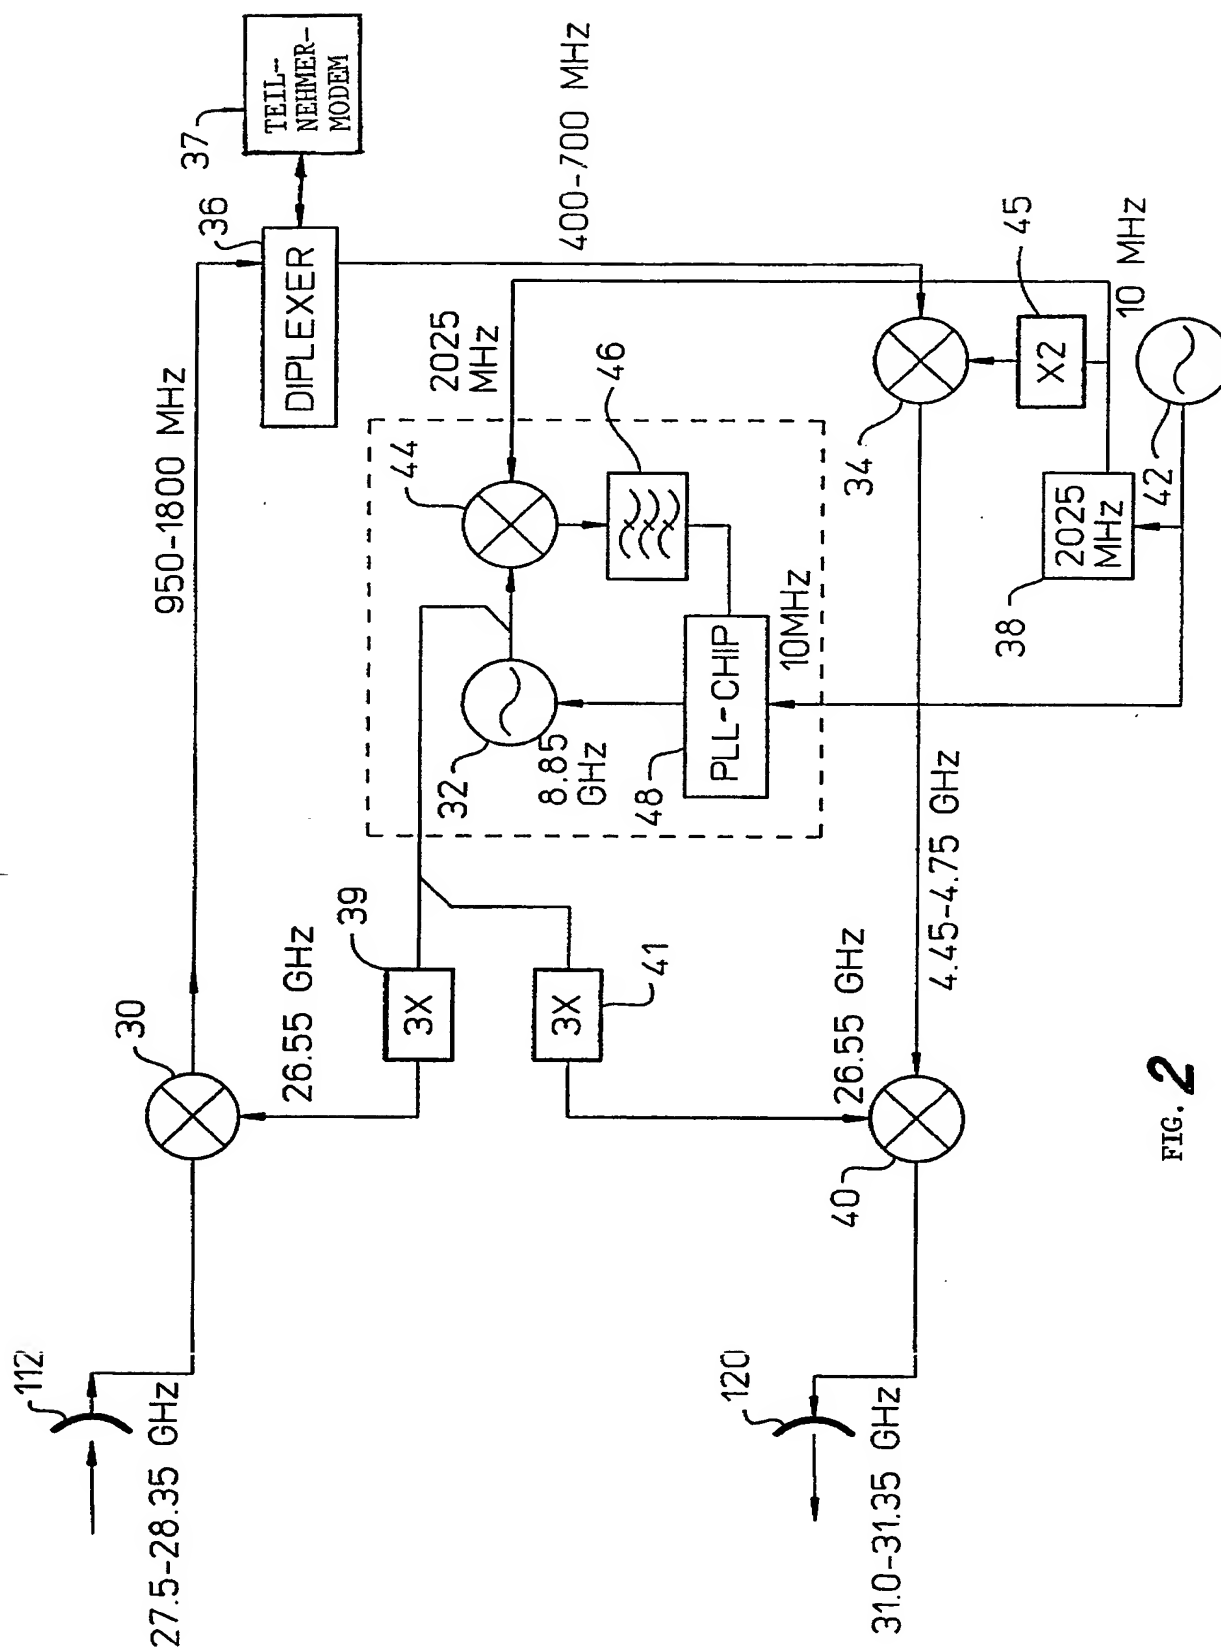 112
27.5-28.35 GHz
30
950-1800 MHz
36
DIPLEXER
37
TEIL-
NEHMER-
MODEM
26.55 GHz
39
3X
3X
41
26.55 GHz
32
8.85
GHz
44
2025
MHz
46
48
PLL-CHIP
10MHz
400-700 MHz
34
X2
45
10 MHz
42
38
2025
MHz
4.45-4.75 GHz
40
120
31.0-31.35 GHz
FIG. 2